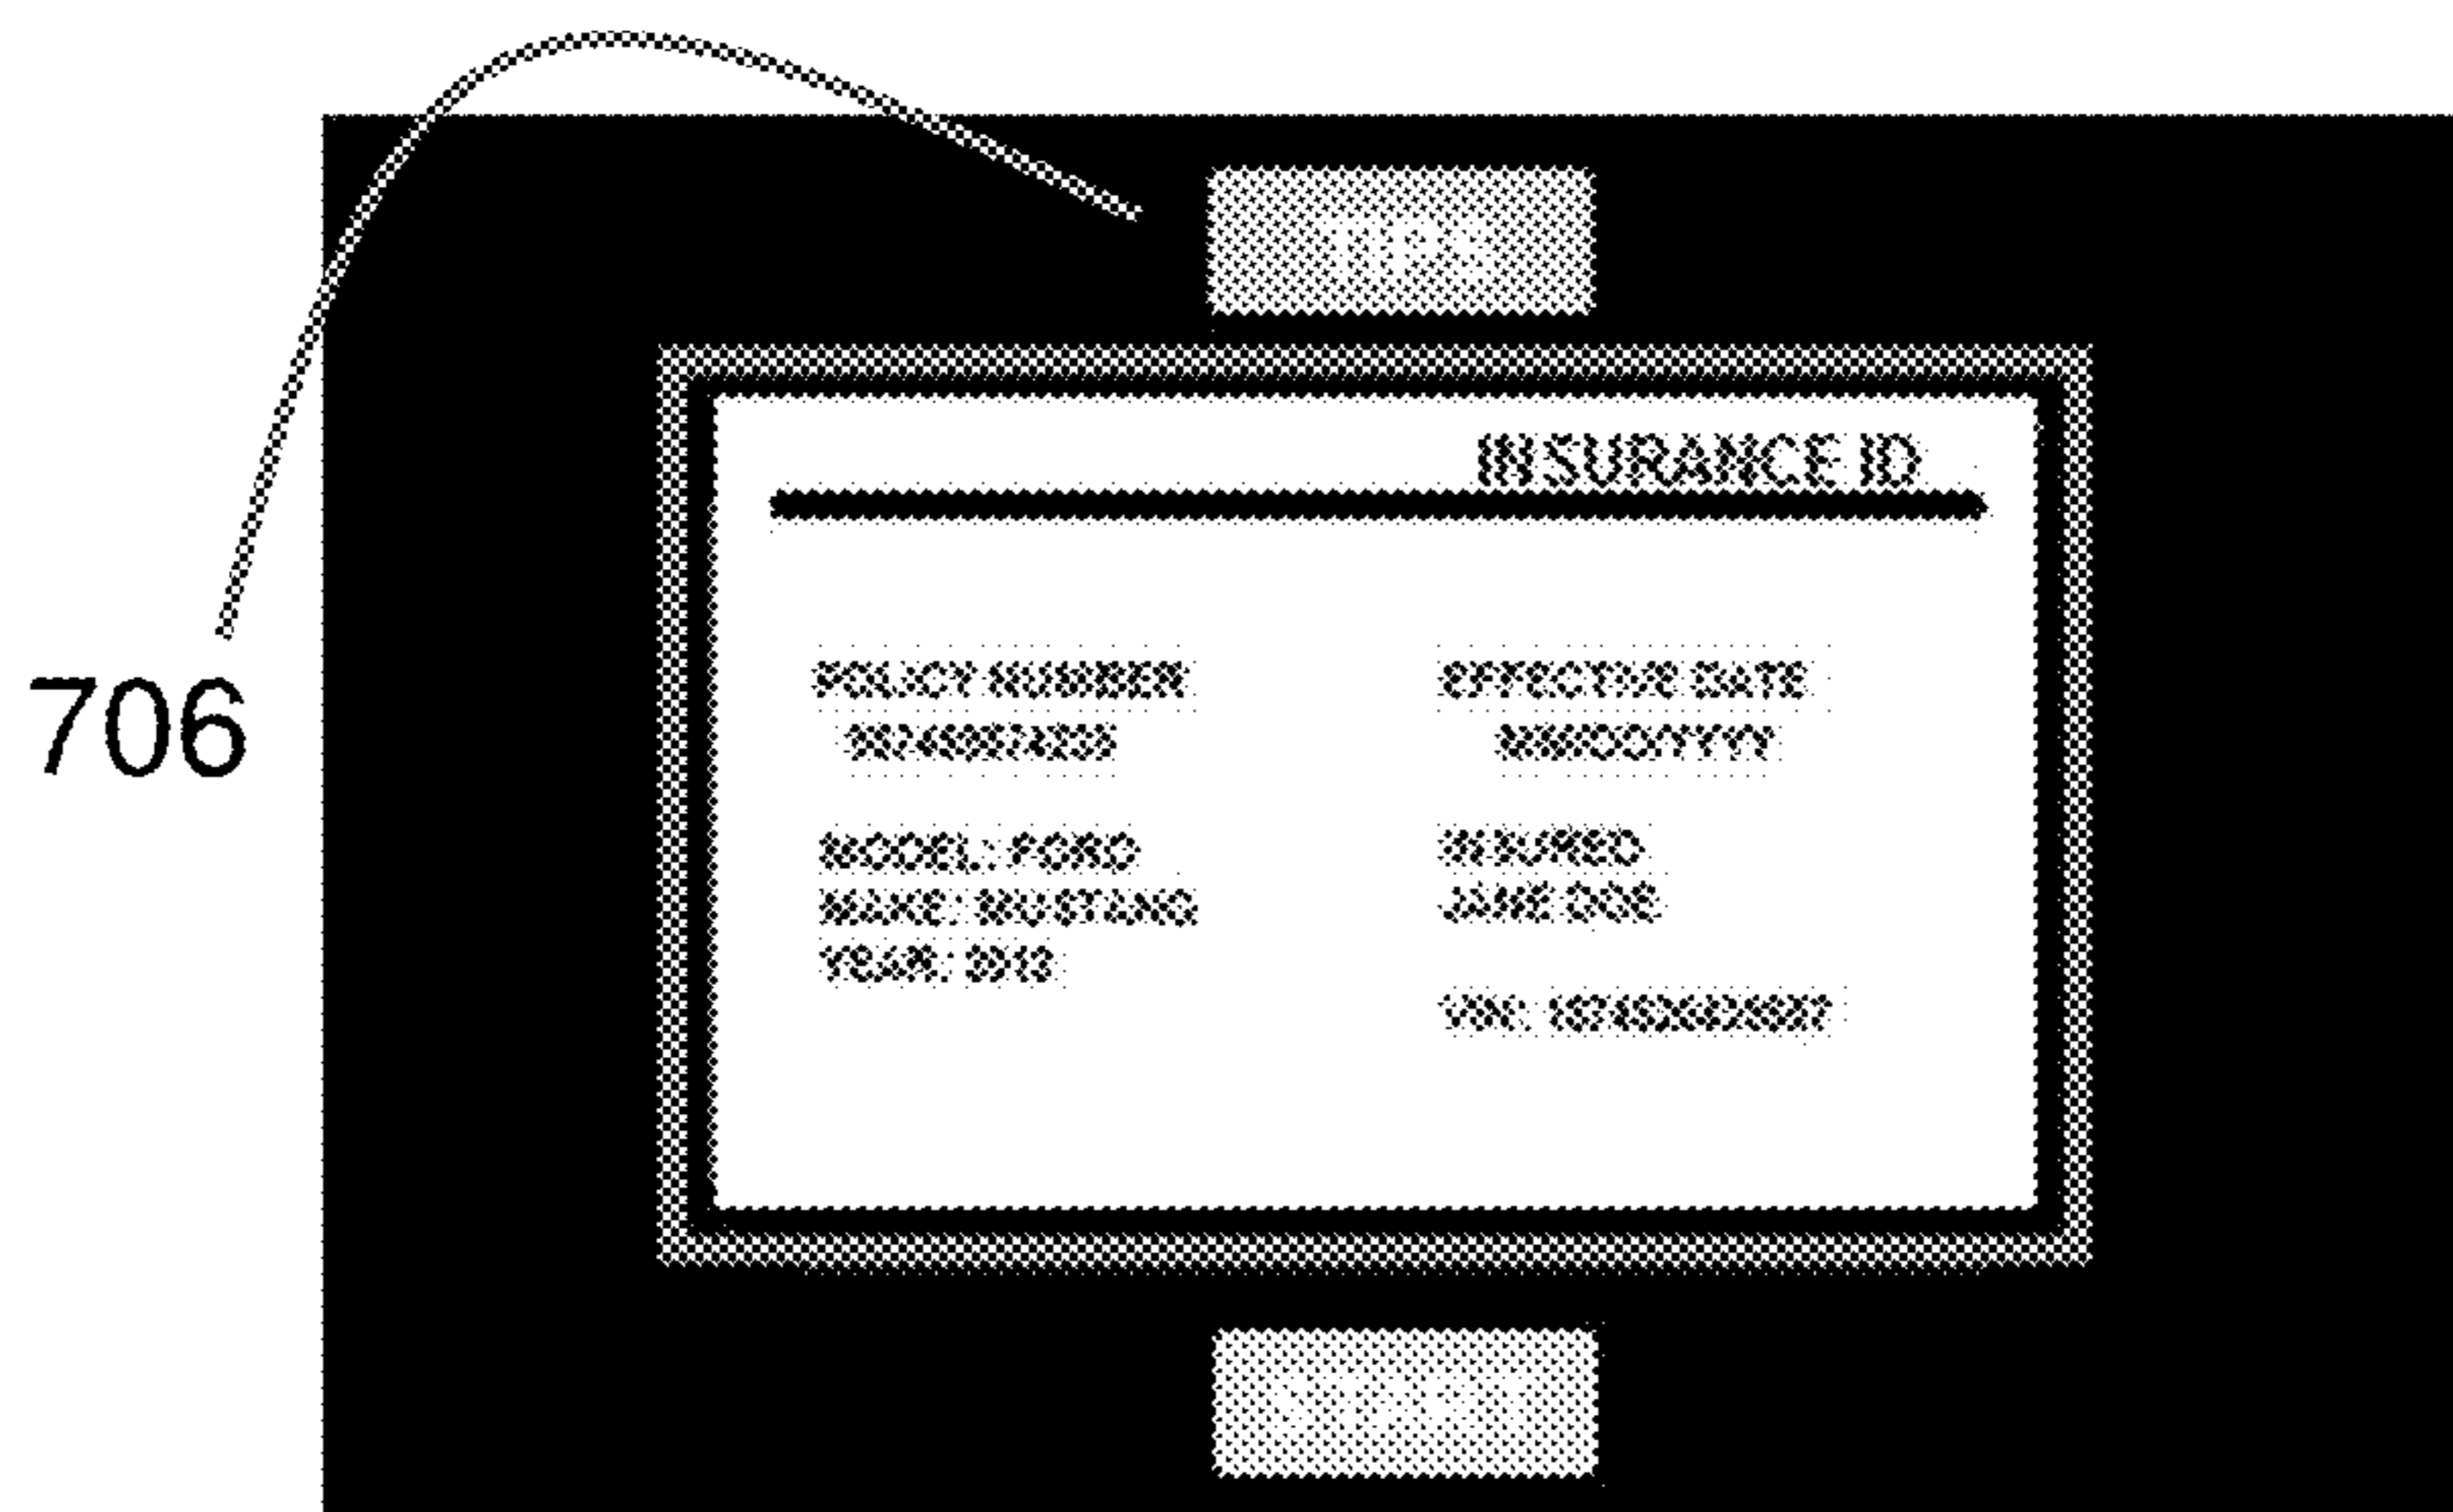 INSURANCE ID
POLICY NUMBER
EFFECTIVE DATE
MM/DD/YYYY
MODEL: FORD
MAKE: MUSTANG
YEAR: 2013
INSURED
JANE DOE
VIN:
706